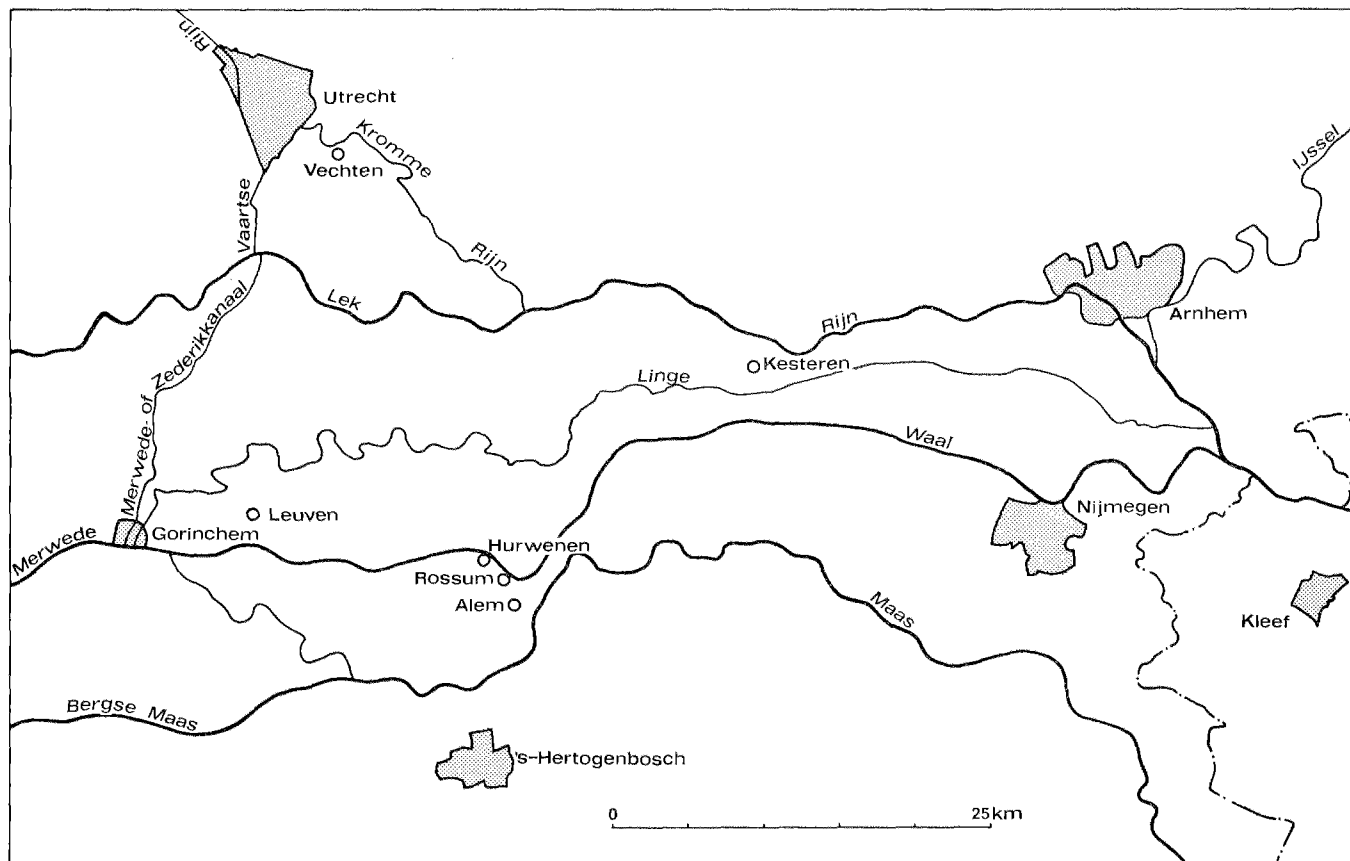 Rijn
Utrecht
Kromme
Vechten
IJssel
Vaartse
Rijn
Lek
Arnhem
Rijn
Merwede- of Zederikkanaal
Kesteren
Linge
Waal
Leuven
Nijmegen
Gorinchem
Merwede
Hurwenen
Rossum
Alem
Maas
Kleef
Bergse Maas
's-Hertogenbosch
0 25km